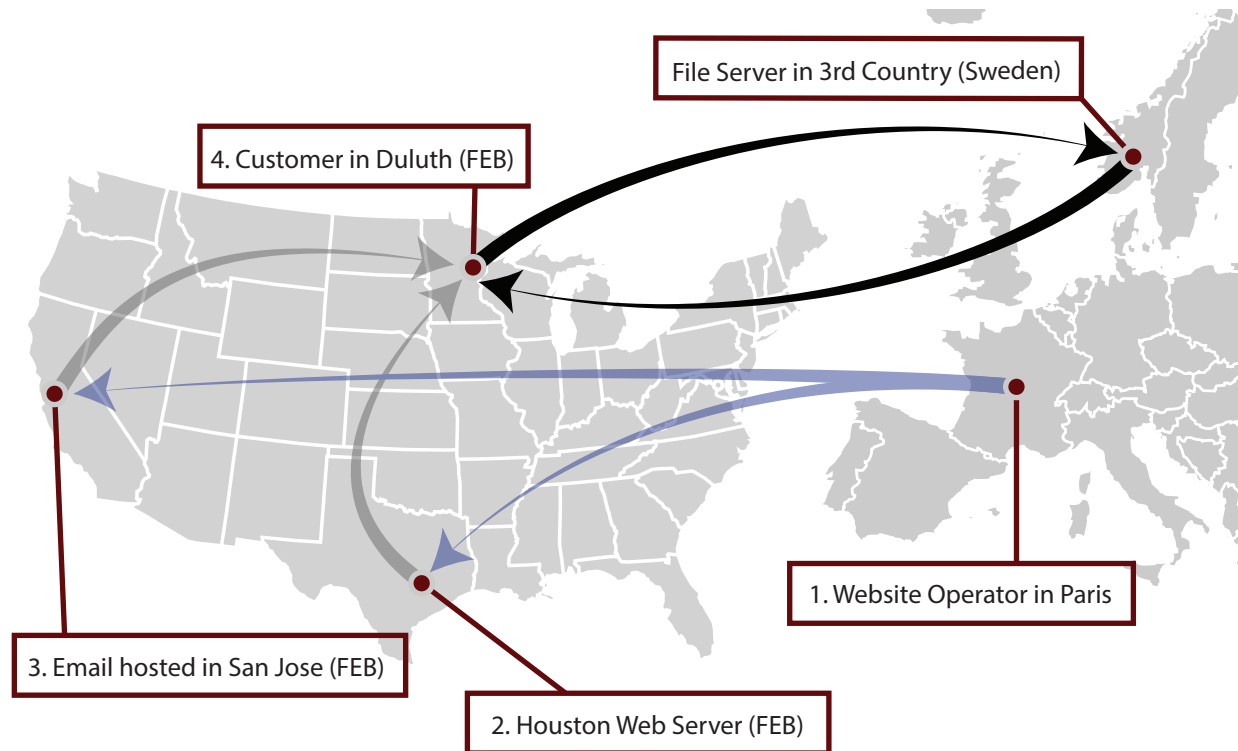 File Server in 3rd Country (Sweden)
4. Customer in Duluth (FEB)
1. Website Operator in Paris
3. Email hosted in San Jose (FEB)
2. Houston Web Server (FEB)